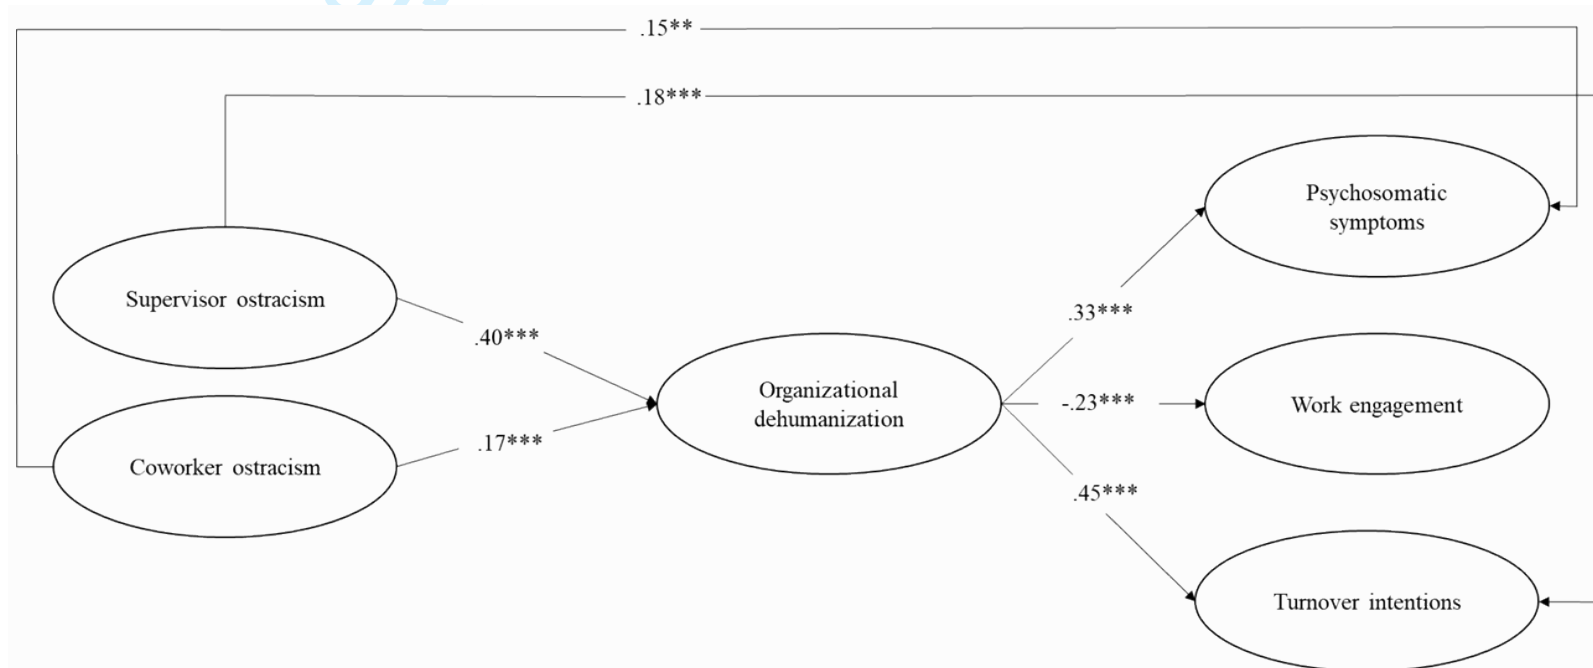 .15**
.18***
Psychosomatic
symptoms
Supervisor ostracism
.33***
.40***
Organizational
dehumanization
-.23***
Work engagement
.17***
Coworker ostracism
.45***
Turnover intentions